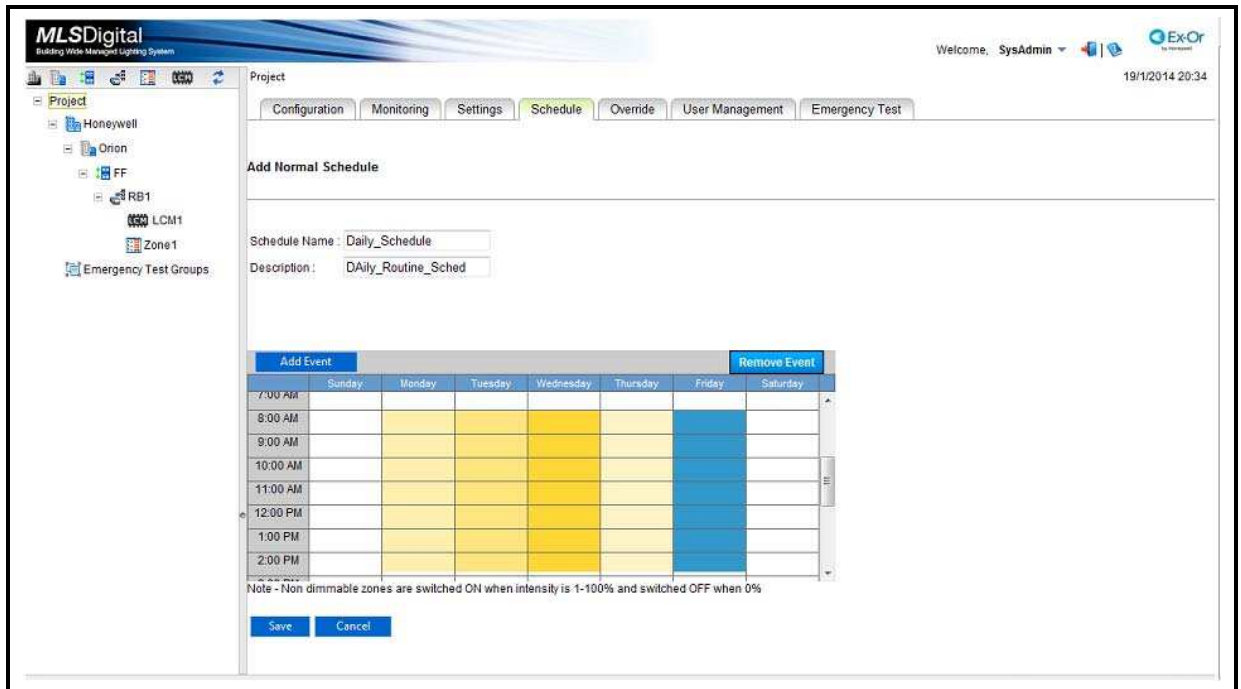 MLSDigital
Building Wide Managed Lighting System
Welcome, SysAdmin
Ex-Or
by Honeywell
Project
19/1/2014 20:34
Project
Honeywell
Orion
FF
RB1
LCM LCM1
Zone1
Emergency Test Groups
Configuration Monitoring Settings Schedule Override User Management Emergency Test
Add Normal Schedule
Schedule Name : Daily_Schedule
Description : DAily_Routine_Sched
Add Event Remove Event
Sunday Monday Tuesday Wednesday Thursday Friday Saturday
7:00 AM
8:00 AM
9:00 AM
10:00 AM
11:00 AM
12:00 PM
1:00 PM
2:00 PM
Note - Non dimmable zones are switched ON when intensity is 1-100% and switched OFF when 0%
Save Cancel